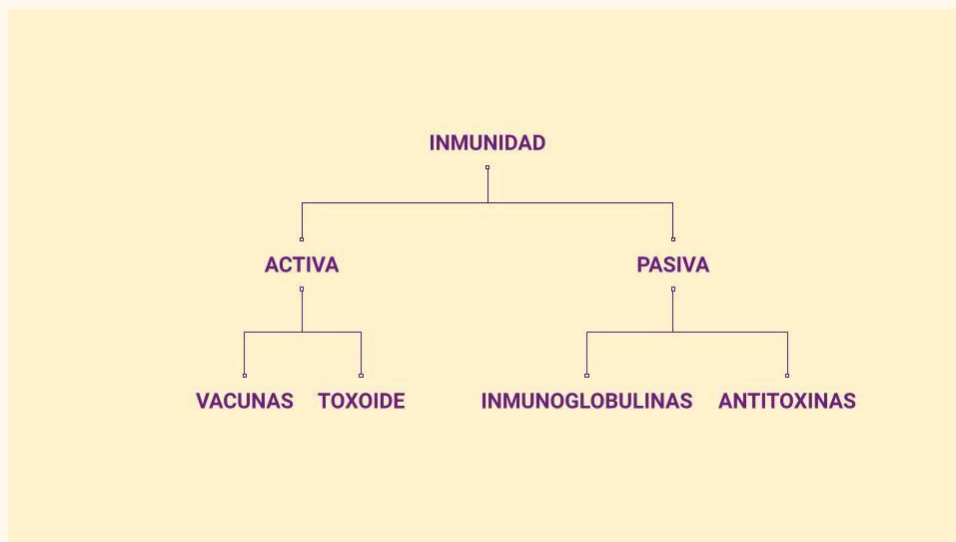 INMUNIDAD
ACTIVA PASIVA
VACUNAS TOXOIDE INMUNOGLOBULINAS ANTITOXINAS